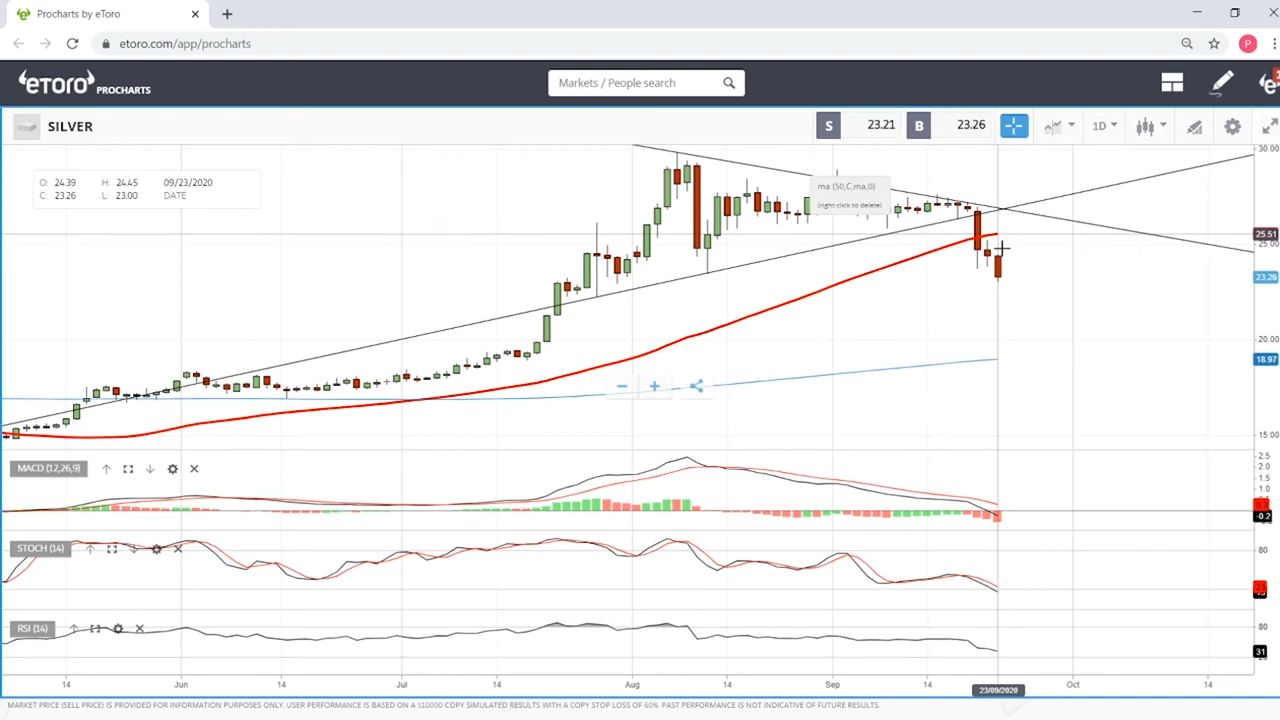 Procharts by eToro
etoro.com/app/procharts
P
eTORO PROCHARTS
Markets / People search
SILVER
S 23.21 B 23.26
1D
O: 24.39 H: 24.45 09/23/2020
C: 23.26 L: 23.00 DATE
ma (50,C,ma,0)
(right click to delete)
30.00
25.51
25.00
23.26
20.00
18.97
15.00
MACD (12,26,9)
2.5
2.0
1.5
1.0
-0.2
STOCH (14)
80
RSI (14)
80
31
14 Jun 14 Jul 14 Aug 14 Sep 14 23/09/2020 Oct 14
MARKET PRICE (SELL PRICE) IS PROVIDED FOR INFORMATION PURPOSES ONLY. USER PERFORMANCE IS BASED ON A $10000 COPY SIMULATED RESULTS WITH A COPY STOP LOSS OF 60%. PAST PERFORMANCE IS NOT INDICATIVE OF FUTURE RESULTS.